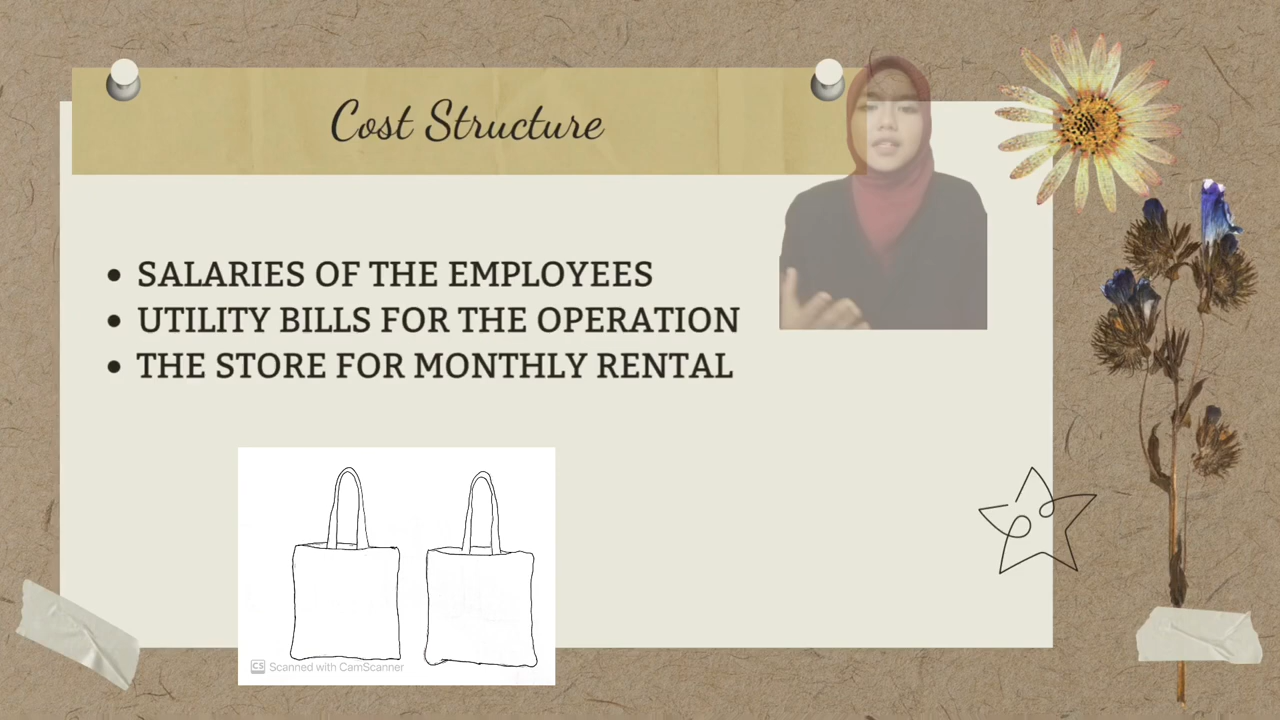 Cost Structure
SALARIES OF THE EMPLOYEES
UTILITY BILLS FOR THE OPERATION
THE STORE FOR MONTHLY RENTAL
CS Scanned with CamScanner